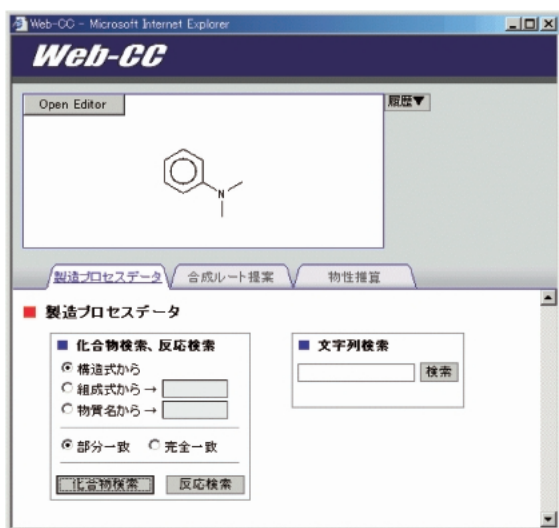 Web-CC - Microsoft Internet Explorer
Web-CC
Open Editor
履歴▼
N
製造プロセスデータ
合成ルート提案
物性推算
■ 製造プロセスデータ
■ 化合物検索、反応検索
構造式から
組成式から→
物質名から→
部分一致 完全一致
化合物検索 反応検索
■ 文字列検索
検索